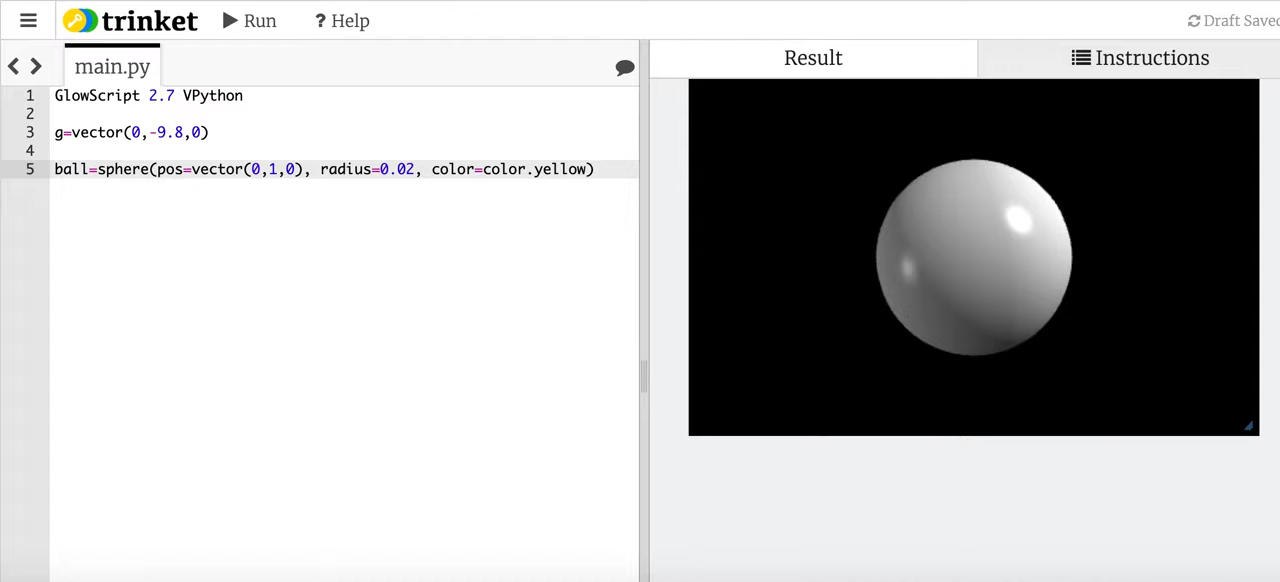 trinket Run ? Help Draft Saved
main.py Result Instructions
1 GlowScript 2.7 VPython
2
3 g=vector(0,-9.8,0)
4
5 ball=sphere(pos=vector(0,1,0), radius=0.02, color=color.yellow)